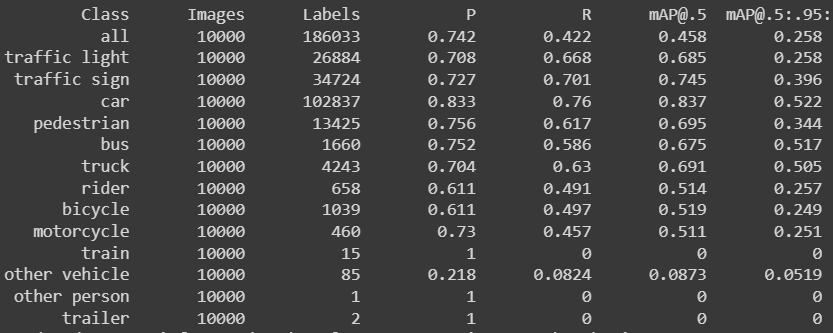 Class Images Labels P R mAP@.5 mAP@.5:.95:
all 10000 186033 0.742 0.422 0.458 0.258
traffic light 10000 26884 0.708 0.668 0.685 0.258
traffic sign 10000 34724 0.727 0.701 0.745 0.396
car 10000 102837 0.833 0.76 0.837 0.522
pedestrian 10000 13425 0.756 0.617 0.695 0.344
bus 10000 1660 0.752 0.586 0.675 0.517
truck 10000 4243 0.704 0.63 0.691 0.505
rider 10000 658 0.611 0.491 0.514 0.257
bicycle 10000 1039 0.611 0.497 0.519 0.249
motorcycle 10000 460 0.73 0.457 0.511 0.251
train 10000 15 1 0 0 0
other vehicle 10000 85 0.218 0.0824 0.0873 0.0519
other person 10000 1 1 0 0 0
trailer 10000 2 1 0 0 0